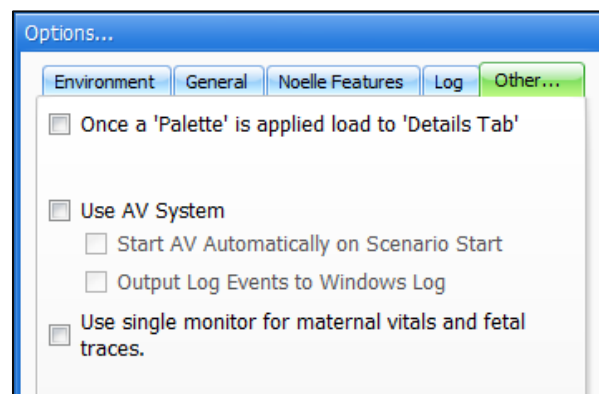 Options...
Environment General Noelle Features Log Other...
Once a 'Palette' is applied load to 'Details Tab'
Use AV System
Start AV Automatically on Scenario Start
Output Log Events to Windows Log
Use single monitor for maternal vitals and fetal
traces.